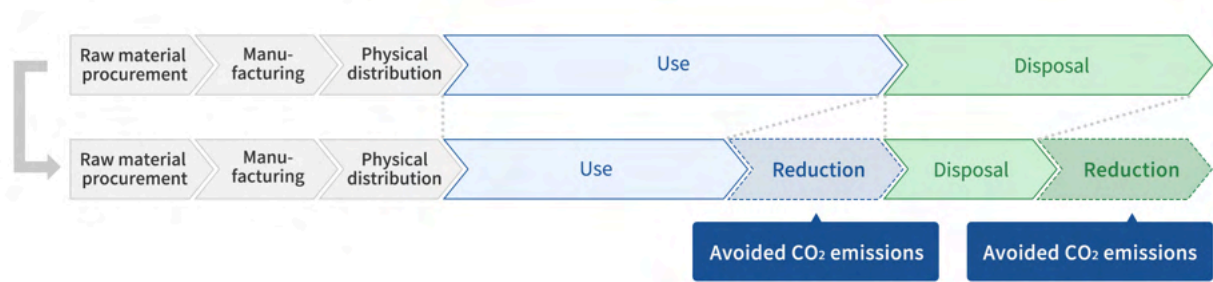 Raw material
procurement
Manu-
facturing
Physical
distribution
Use
Disposal
Raw material
procurement
Manu-
facturing
Physical
distribution
Use
Reduction
Disposal
Reduction
Avoided CO₂ emissions
Avoided CO₂ emissions